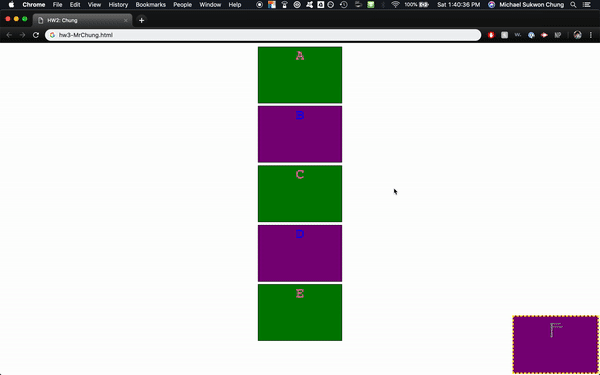 Chrome File Edit View History Bookmarks People Window Help 100% Sat 1:40:36 PM Michael Sukwon Chung
HW2: Chung
hw3-MrChung.html
A
B
C
D
E
F